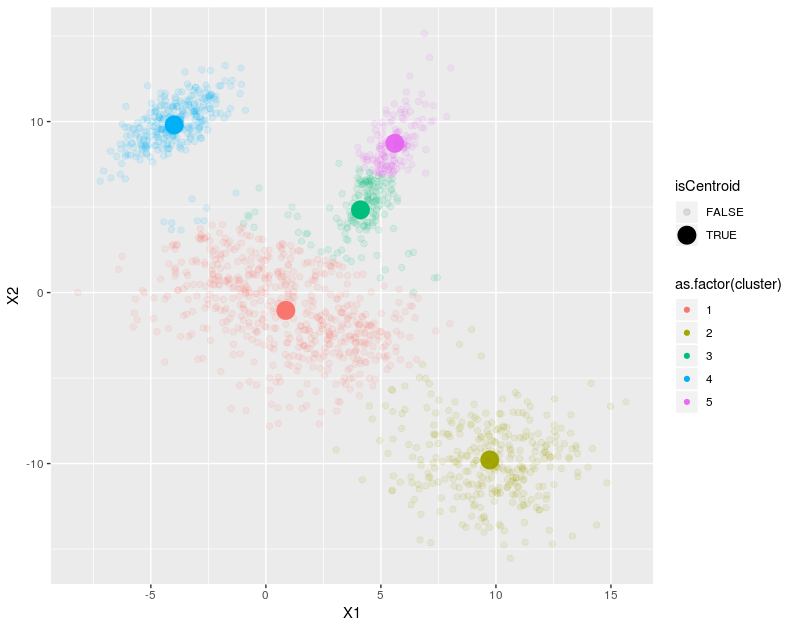 10
0
-10
X2
-5
0
5
10
15
X1
isCentroid
FALSE
TRUE
as.factor(cluster)
1
2
3
4
5